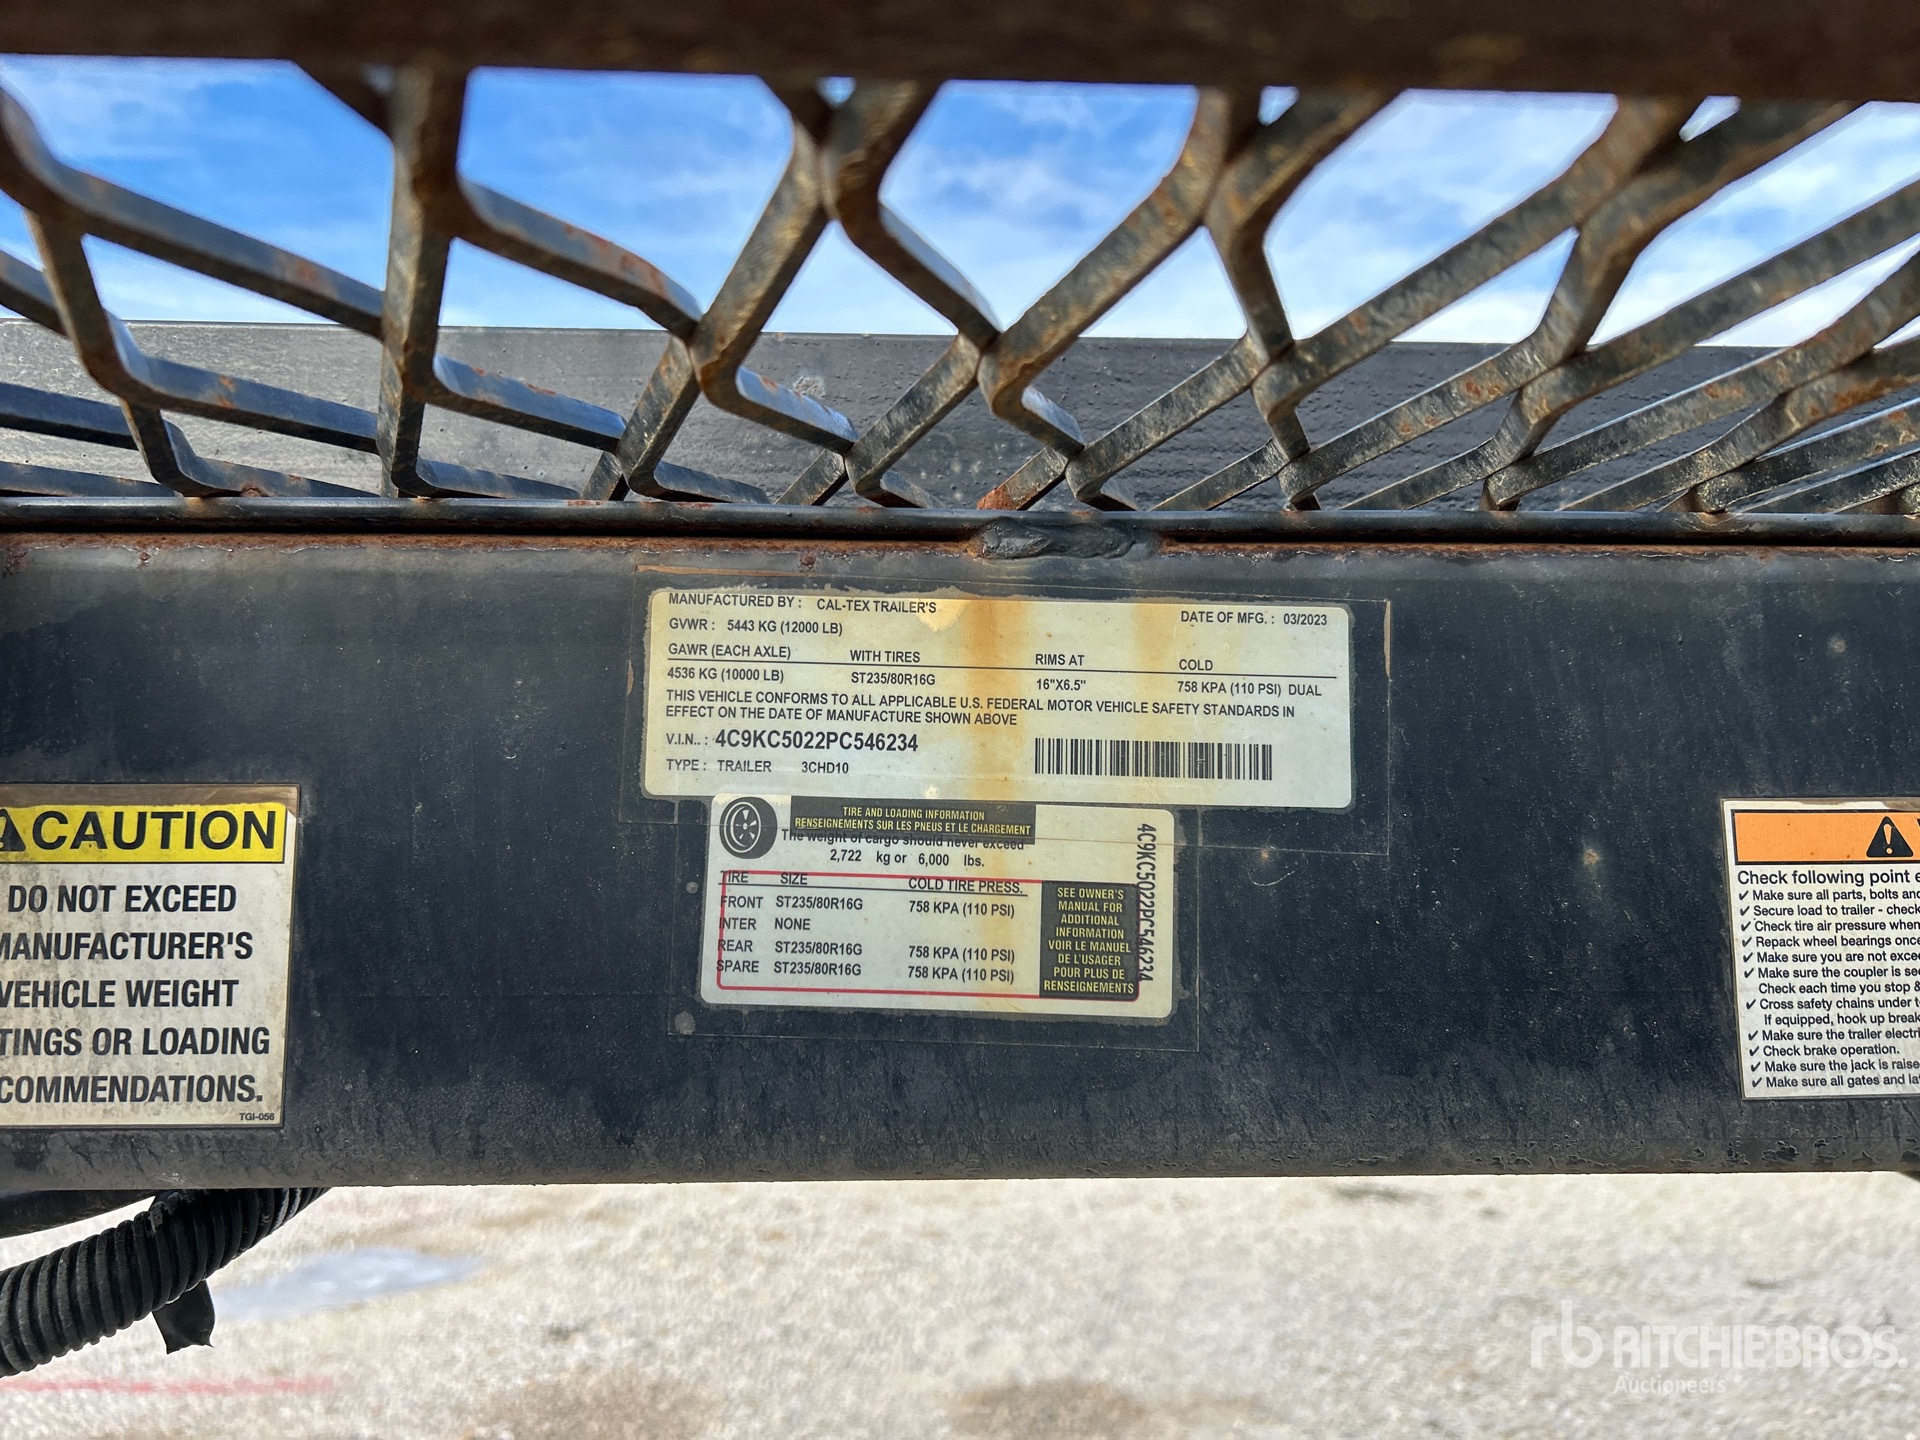 MANUFACTURED BY : CAL-TEX TRAILER'S DATE OF MFG. : 03/2023
GVWR : 5443 KG (12000 LB)
GAWR (EACH AXLE) WITH TIRES RIMS AT COLD
4536 KG (10000 LB) ST235/80R16G 16"X6.5" 758 KPA (110 PSI) DUAL
THIS VEHICLE CONFORMS TO ALL APPLICABLE U.S. FEDERAL MOTOR VEHICLE SAFETY STANDARDS IN
EFFECT ON THE DATE OF MANUFACTURE SHOWN ABOVE
V.I.N.. : 4C9KC5022PC546234
TYPE : TRAILER 3CHD10
TIRE AND LOADING INFORMATION
RENSEIGNEMENTS SUR LES PNEUS ET LE CHARGEMENT
The weight of cargo should never exceed
2,722 kg or 6,000 lbs.
TIRE SIZE COLD TIRE PRESS.
FRONT ST235/80R16G 758 KPA (110 PSI)
INTER NONE
REAR ST235/80R16G 758 KPA (110 PSI)
SPARE ST235/80R16G 758 KPA (110 PSI)
SEE OWNER'S
MANUAL FOR
ADDITIONAL
INFORMATION
VOIR LE MANUEL
DE L'USAGER
POUR PLUS DE
RENSEIGNEMENTS
4C9KC5022PC546234
CAUTION
DO NOT EXCEED
MANUFACTURER'S
VEHICLE WEIGHT
TINGS OR LOADING
COMMENDATIONS.
TGI-056
Check following point
✓ Make sure all parts, bolts and
✓ Secure load to trailer - check
✓ Check tire air pressure when
✓ Repack wheel bearings once
✓ Make sure you are not excee
✓ Make sure the coupler is se
Check each time you stop &
✓ Cross safety chains under t
If equipped, hook up break
✓ Make sure the trailer electri
✓ Check brake operation.
✓ Make sure the jack is raise
✓ Make sure all gates and la
rb RITCHIE BROS.
Auctioneers